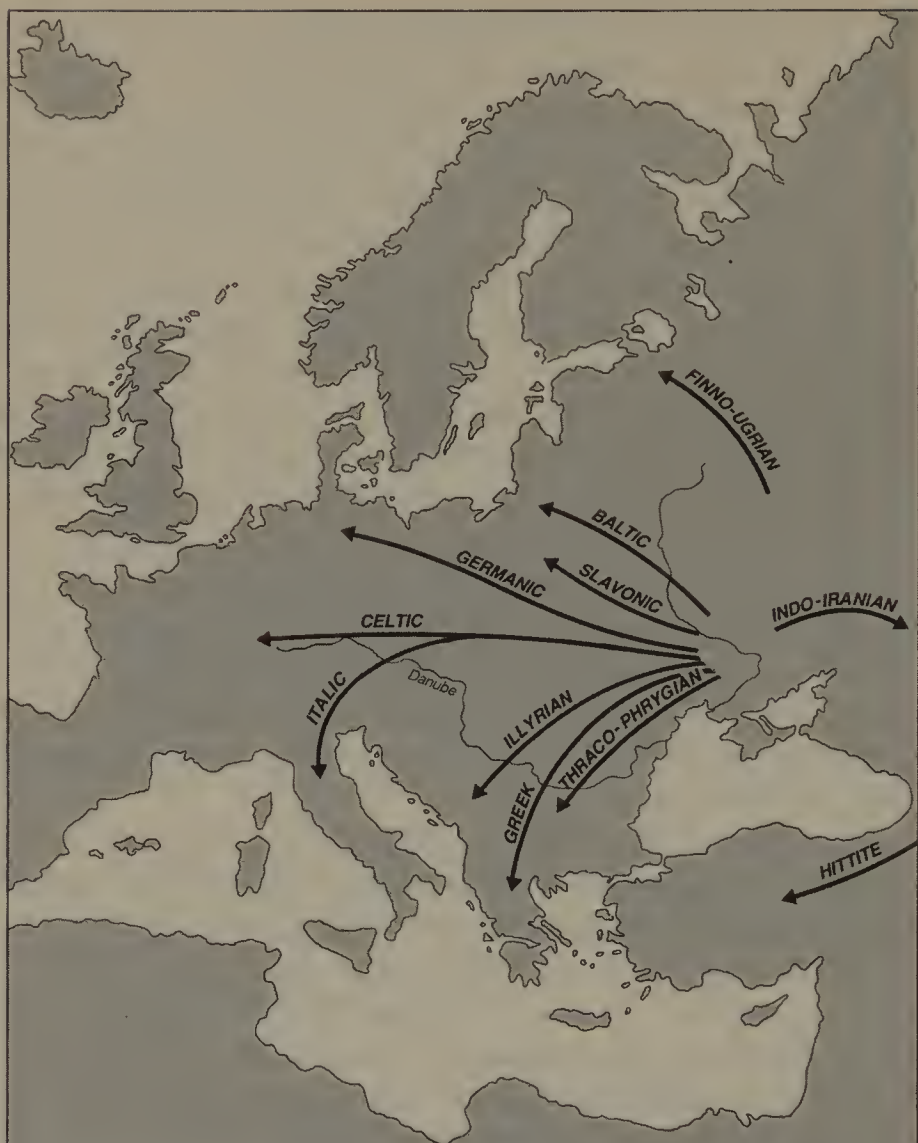 FINNO-UGRIAN
BALTIC
SLAVONIC
GERMANIC
INDO-IRANIAN
CELTIC
ITALIC
Danube
ILLYRIAN
THRACO-PHRYGIAN
GREEK
HITTITE